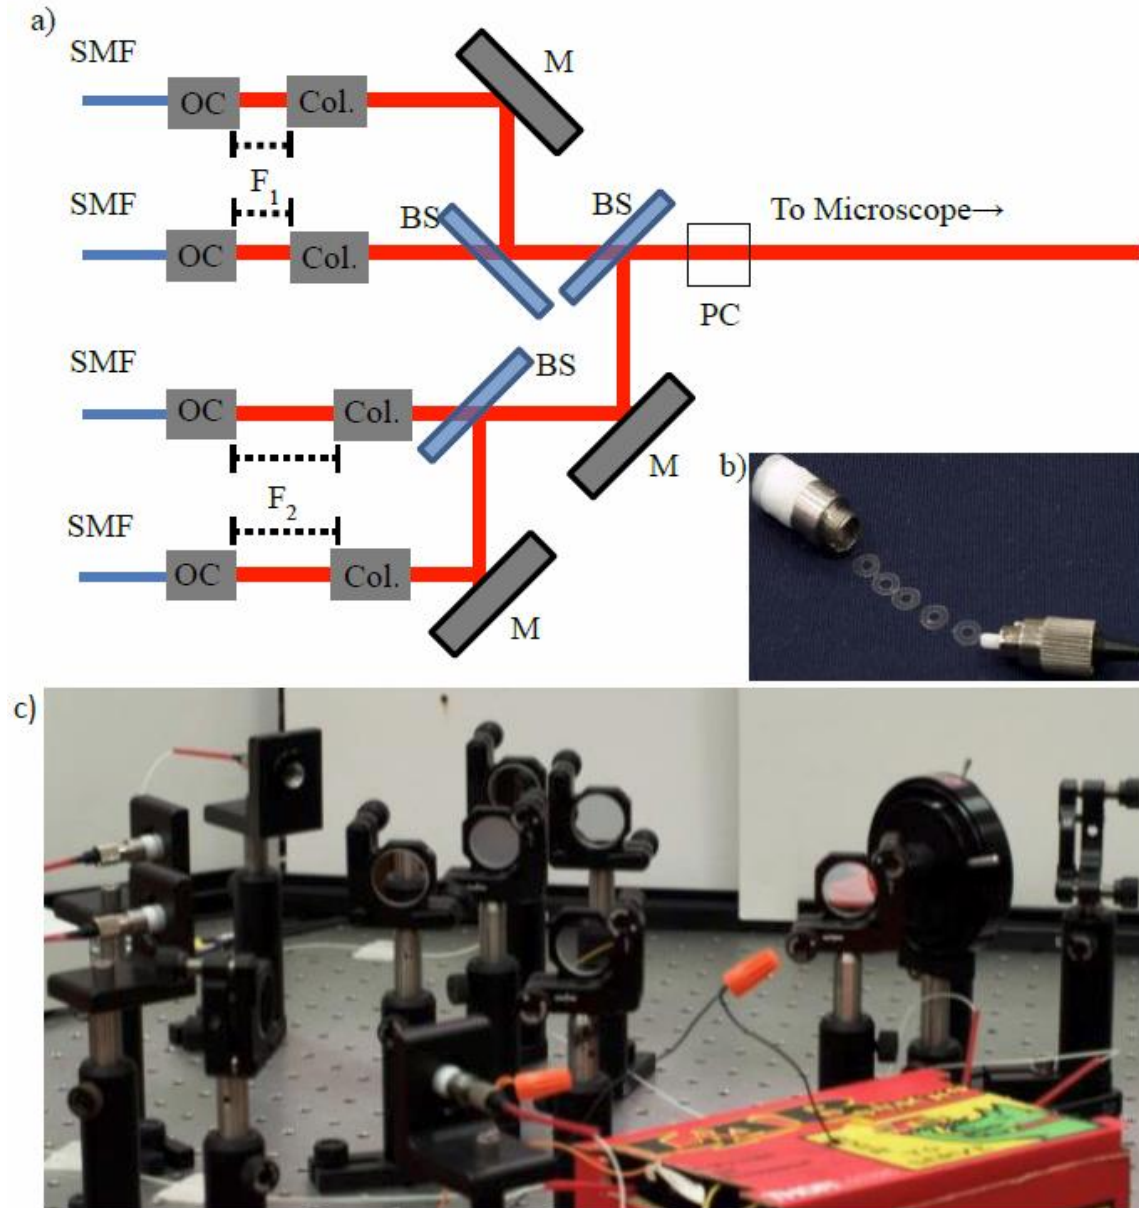 a)
SMF
OC
Col.
M
F1
SMF
OC
Col.
BS
BS
To Microscope→
PC
SMF
OC
Col.
BS
M
F2
SMF
OC
Col.
M
b)
c)